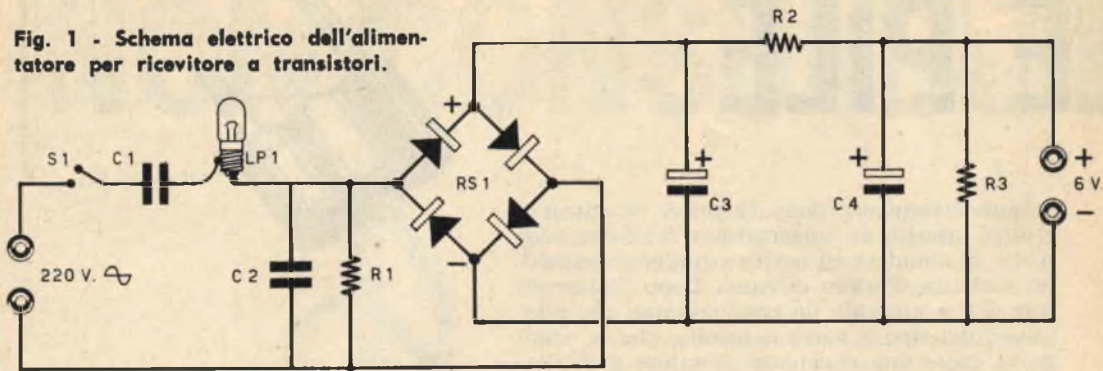 Fig. 1 - Schema elettrico dell'alimen-
tatore per ricevitore a transistori.
S1
C1
LP1
220 V.
C2
R1
+
RS1
-
R2
+
C3
+
C4
R3
+
6 V.
-